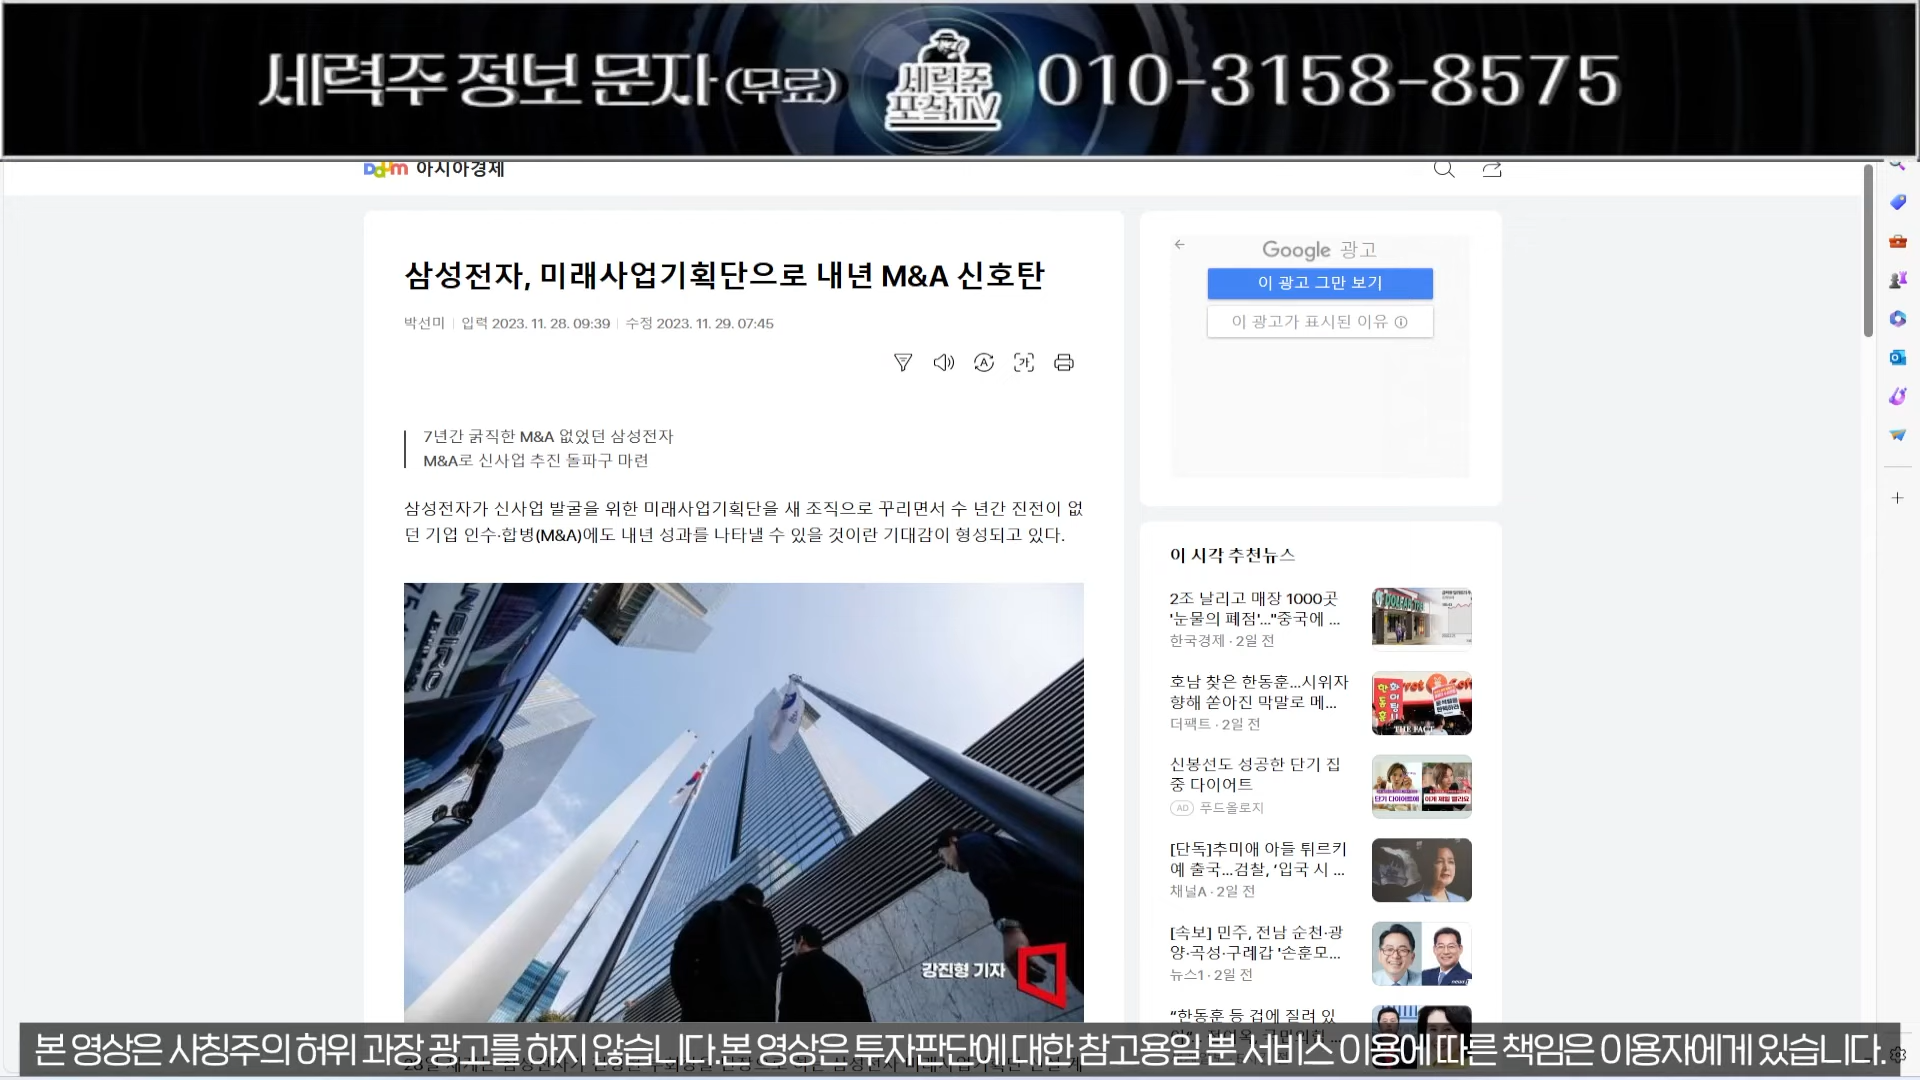 세력주 정보 문자 (무료)
세력주
포착TV
010-3158-8575
Daum 아시아경제
삼성전자, 미래사업기획단으로 내년 M&A 신호탄
박선미 입력 2023. 11. 28. 09:39 수정 2023. 11. 29. 07:45
7년간 굵직한 M&A 없었던 삼성전자
M&A로 신사업 추진 돌파구 마련
삼성전자가 신사업 발굴을 위한 미래사업기획단을 새 조직으로 꾸리면서 수 년간 진전이 없
던 기업 인수·합병(M&A)에도 내년 성과를 나타낼 수 있을 것이란 기대감이 형성되고 있다.
강진형 기자
Google 광고
이 광고 그만 보기
이 광고가 표시된 이유
이 시각 추천뉴스
2조 날리고 매장 1000곳
'눈물의 폐점'..."중국에 ...
한국경제 · 2일 전
호남 찾은 한동훈...시위자
향해 쏟아진 막말로 메...
더팩트 · 2일 전
THE FACT
신봉선도 성공한 단기 집
중 다이어트
AD 푸드올로지
[단독]추미애 아들 튀르키
예 출국...검찰, '입국 시 ...
채널A · 2일 전
[속보] 민주, 전남 순천·광
양·곡성·구례갑 '손훈모...
뉴스1 · 2일 전
"한동훈 등 겁에 질려 있
본 영상은 사칭주의 허위 과장 광고를 하지 않습니다.본 영상은 투자판단에 대한 참고용일 뿐 서비스 이용에 따른 책임은 이용자에게 있습니다.